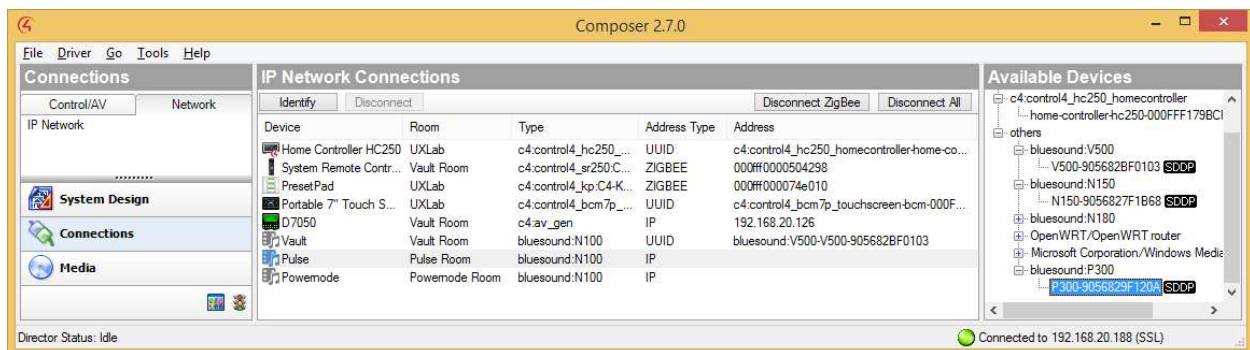 Composer 2.7.0
File Driver Go Tools Help
Connections
Control/AV Network
IP Network
System Design
Connections
Media
IP Network Connections
Identify Disconnect Disconnect ZigBee Disconnect All
Device Room Type Address Type Address
Home Controller HC250 UXLab c4:control4_hc250_... UUID c4:control4_hc250_homecontroller-home-co...
System Remote Contr... Vault Room c4:control4_sr250:C... ZIGBEE 000fff0000504298
PresetPad UXLab c4:control4_kp:C4-K... ZIGBEE 000fff000074e010
Portable 7" Touch S... UXLab c4:control4_bcm7p_... UUID c4:control4_bcm7p_touchscreen-bcm-000F...
D7050 Vault Room c4:av_gen IP 192.168.20.126
Vault Vault Room bluesound:N100 UUID bluesound:V500-V500-905682BF0103
Pulse Pulse Room bluesound:N100 IP
Powernode Powernode Room bluesound:N100 IP
Available Devices
c4:control4_hc250_homecontroller
home-controller-hc250-000FFF179BC
others
bluesound:V500
V500-905682BF0103 SDDP
bluesound:N150
N150-9056827F1B68 SDDP
bluesound:N180
OpenWRT/OpenWRT router
Microsoft Corporation/Windows Media
bluesound:P300
P300-9056829F120A SDDP
Director Status: Idle
Connected to 192.168.20.188 (SSL)